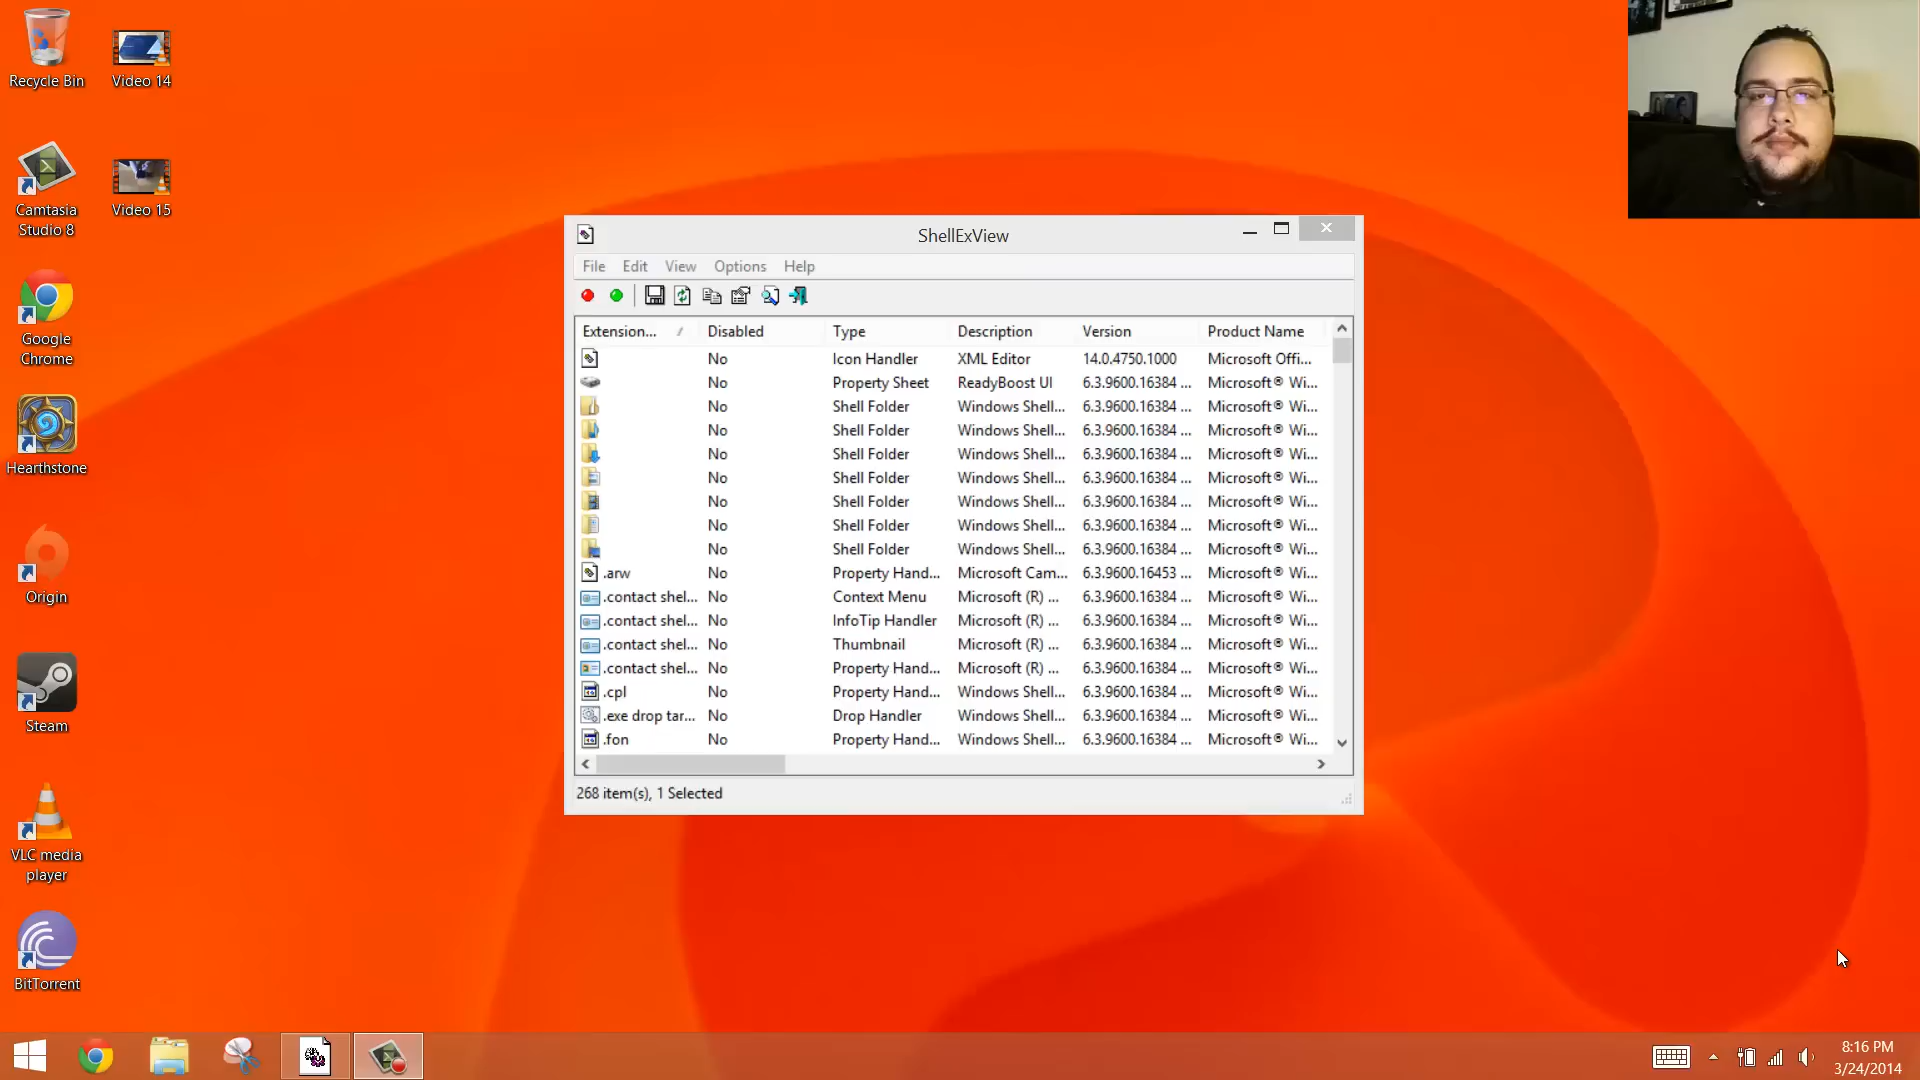 Recycle Bin
Video 14
Camtasia
Studio 8
Video 15
Google
Chrome
Hearthstone
Origin
Steam
VLC media
player
BitTorrent
ShellExView
File Edit View Options Help
Extension... Disabled Type Description Version Product Name
No Icon Handler XML Editor 14.0.4750.1000 Microsoft Offi...
No Property Sheet ReadyBoost UI 6.3.9600.16384 ... Microsoft® Wi...
No Shell Folder Windows Shell... 6.3.9600.16384 ... Microsoft® Wi...
No Shell Folder Windows Shell... 6.3.9600.16384 ... Microsoft® Wi...
No Shell Folder Windows Shell... 6.3.9600.16384 ... Microsoft® Wi...
No Shell Folder Windows Shell... 6.3.9600.16384 ... Microsoft® Wi...
No Shell Folder Windows Shell... 6.3.9600.16384 ... Microsoft® Wi...
No Shell Folder Windows Shell... 6.3.9600.16384 ... Microsoft® Wi...
No Shell Folder Windows Shell... 6.3.9600.16384 ... Microsoft® Wi...
.arw No Property Hand... Microsoft Cam... 6.3.9600.16453 ... Microsoft® Wi...
.contact shel... No Context Menu Microsoft (R) ... 6.3.9600.16384 ... Microsoft® Wi...
.contact shel... No InfoTip Handler Microsoft (R) ... 6.3.9600.16384 ... Microsoft® Wi...
.contact shel... No Thumbnail Microsoft (R) ... 6.3.9600.16384 ... Microsoft® Wi...
.contact shel... No Property Hand... Microsoft (R) ... 6.3.9600.16384 ... Microsoft® Wi...
.cpl No Property Hand... Windows Shell... 6.3.9600.16384 ... Microsoft® Wi...
.exe drop tar... No Drop Handler Windows Shell... 6.3.9600.16384 ... Microsoft® Wi...
.fon No Property Hand... Windows Shell... 6.3.9600.16384 ... Microsoft® Wi...
268 item(s), 1 Selected
8:16 PM
3/24/2014